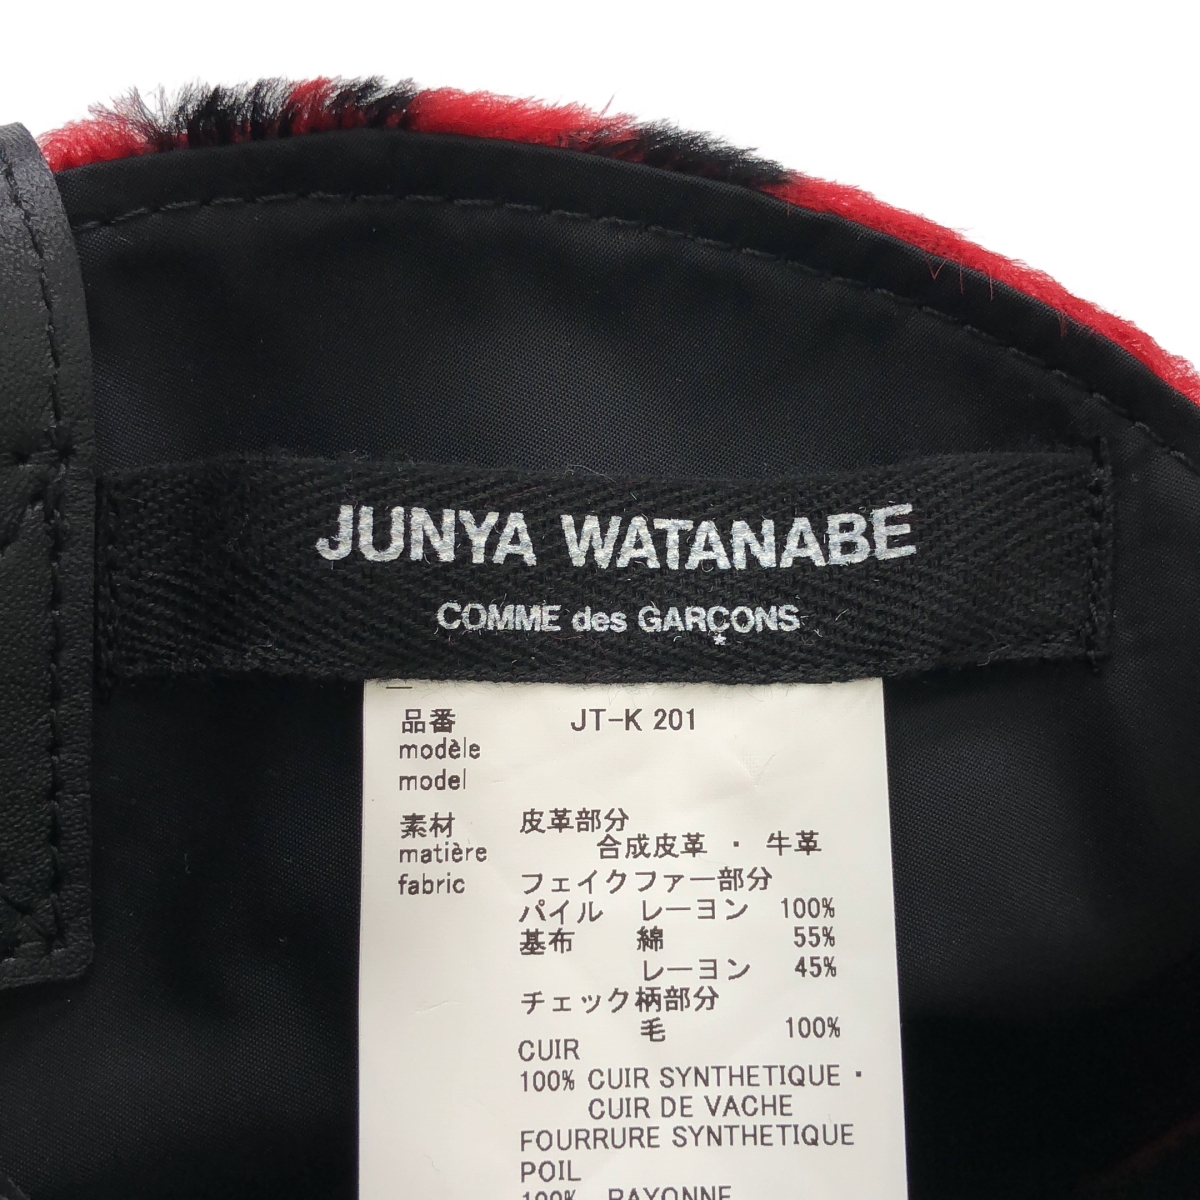 JUNYA WATANABE
COMME des GARÇONS
品番 JT-K 201
modèle
model
素材 皮革部分
合成皮革 ・ 牛革
matière
fabric フェイクファー部分
パイル レーヨン 100%
基布 綿 55%
レーヨン 45%
チェック柄部分
毛 100%
CUIR
100% CUIR SYNTHETIQUE ・
CUIR DE VACHE
FOURRURE SYNTHETIQUE
POIL
100% RAYONNE